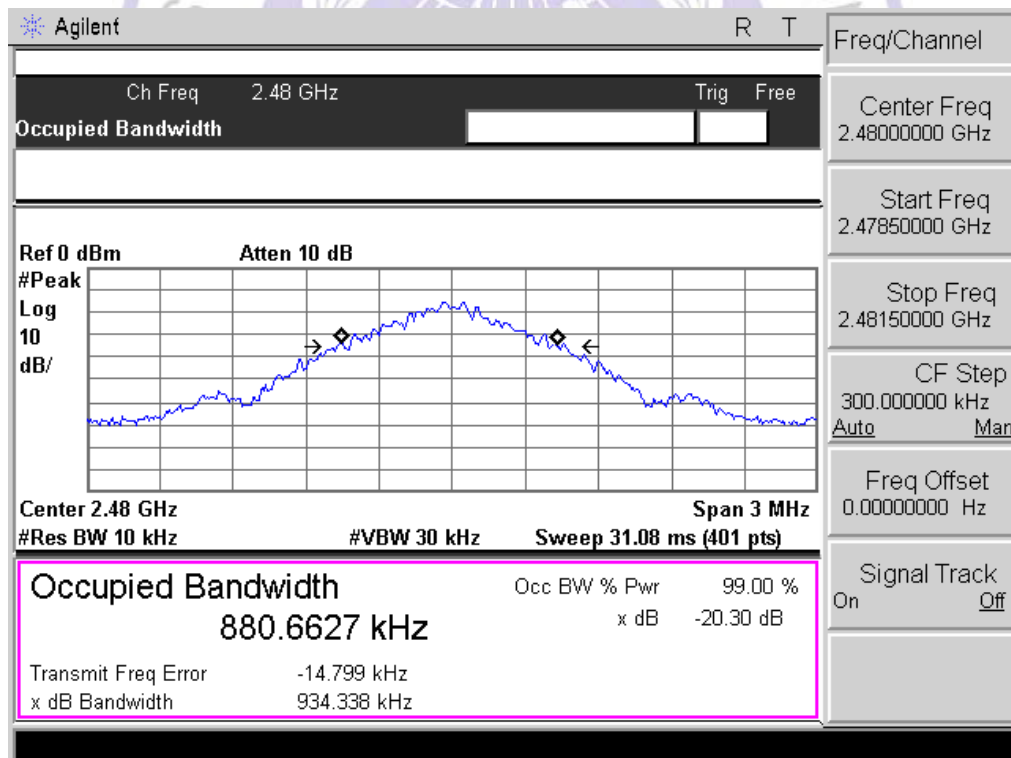 Agilent
R T
Ch Freq 2.48 GHz Trig Free
Occupied Bandwidth
Ref 0 dBm Atten 10 dB
#Peak
Log
10
dB/
Center 2.48 GHz Span 3 MHz
#Res BW 10 kHz #VBW 30 kHz Sweep 31.08 ms (401 pts)
Occupied Bandwidth
880.6627 kHz
Occ BW % Pwr 99.00 %
x dB -20.30 dB
Transmit Freq Error -14.799 kHz
x dB Bandwidth 934.338 kHz
Freq/Channel
Center Freq
2.48000000 GHz
Start Freq
2.47850000 GHz
Stop Freq
2.48150000 GHz
CF Step
300.000000 kHz
Auto Man
Freq Offset
0.00000000 Hz
Signal Track
On Off